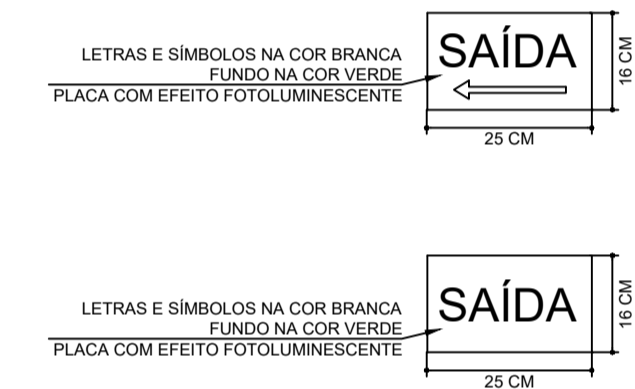 LETRAS E SÍMBOLOS NA COR BRANCA
FUNDO NA COR VERDE
PLACA COM EFEITO FOTOLUMINESCENTE
SAÍDA
16 CM
25 CM
LETRAS E SÍMBOLOS NA COR BRANCA
FUNDO NA COR VERDE
PLACA COM EFEITO FOTOLUMINESCENTE
SAÍDA
16 CM
25 CM